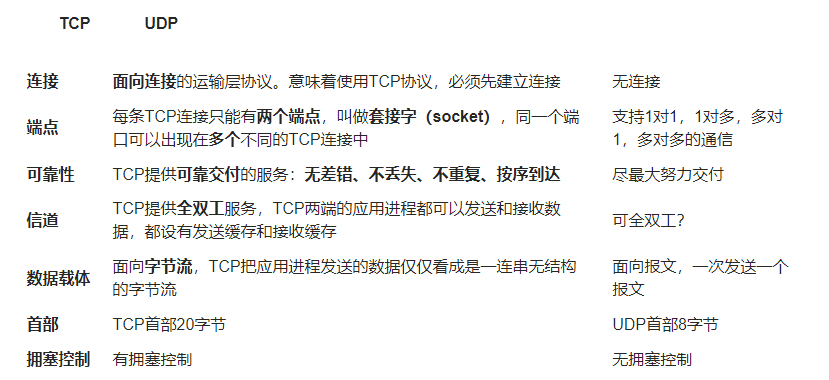 TCP UDP
连接 面向连接的运输层协议。意味着使用TCP协议，必须先建立连接 无连接
端点 每条TCP连接只能有两个端点，叫做套接字（socket），同一个端
口可以出现在多个不同的TCP连接中
支持1对1，1对多，多对
1，多对多的通信
可靠性 TCP提供可靠交付的服务：无差错、不丢失、不重复、按序到达 尽最大努力交付
信道 TCP提供全双工服务，TCP两端的应用进程都可以发送和接收数
据，都设有发送缓存和接收缓存
可全双工？
数据载体 面向字节流，TCP把应用进程发送的数据仅仅看成是一连串无结构
的字节流
面向报文，一次发送一个
报文
首部 TCP首部20字节 UDP首部8字节
拥塞控制 有拥塞控制 无拥塞控制